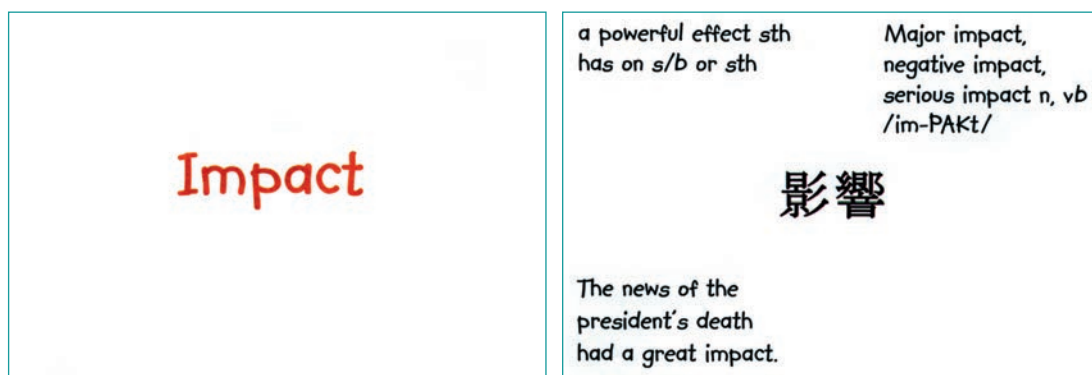 Impact
a powerful effect sth
has on s/b or sth
Major impact,
negative impact,
serious impact n, vb
/im-PAKt/
影響
The news of the
president's death
had a great impact.